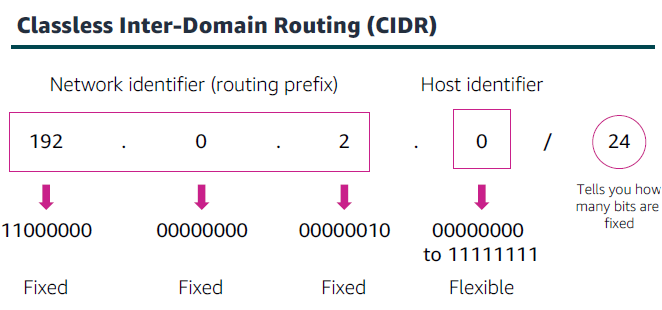 Classless Inter-Domain Routing (CIDR)
Network identifier (routing prefix) Host identifier
192 . 0 . 2 . 0 / 24
Tells you how
many bits are
fixed
11000000 00000000 00000010 00000000
to 11111111
Fixed Fixed Fixed Flexible